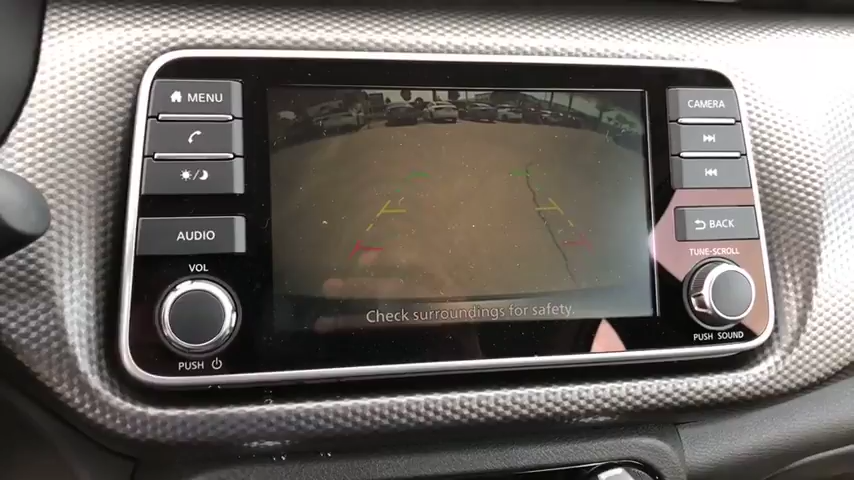 MENU
AUDIO
VOL
PUSH
Check surroundings for safety.
CAMERA
BACK
TUNE-SCROLL
PUSH SOUND